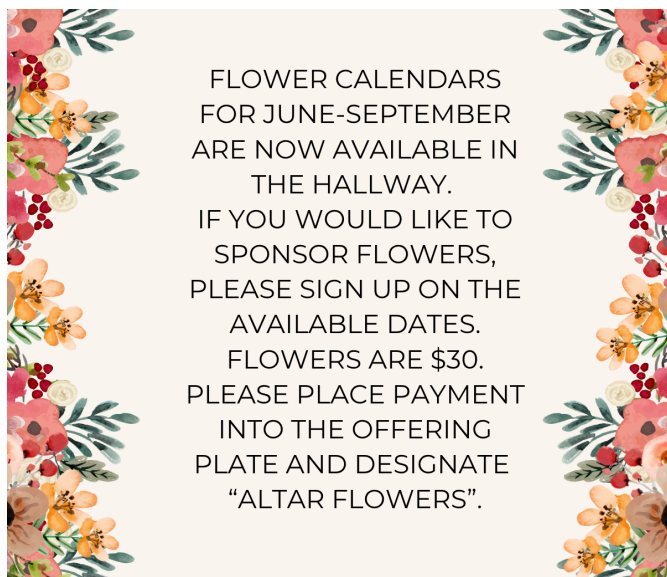 FLOWER CALENDARS
FOR JUNE-SEPTEMBER
ARE NOW AVAILABLE IN
THE HALLWAY.
IF YOU WOULD LIKE TO
SPONSOR FLOWERS,
PLEASE SIGN UP ON THE
AVAILABLE DATES.
FLOWERS ARE $30.
PLEASE PLACE PAYMENT
INTO THE OFFERING
PLATE AND DESIGNATE
“ALTAR FLOWERS”.